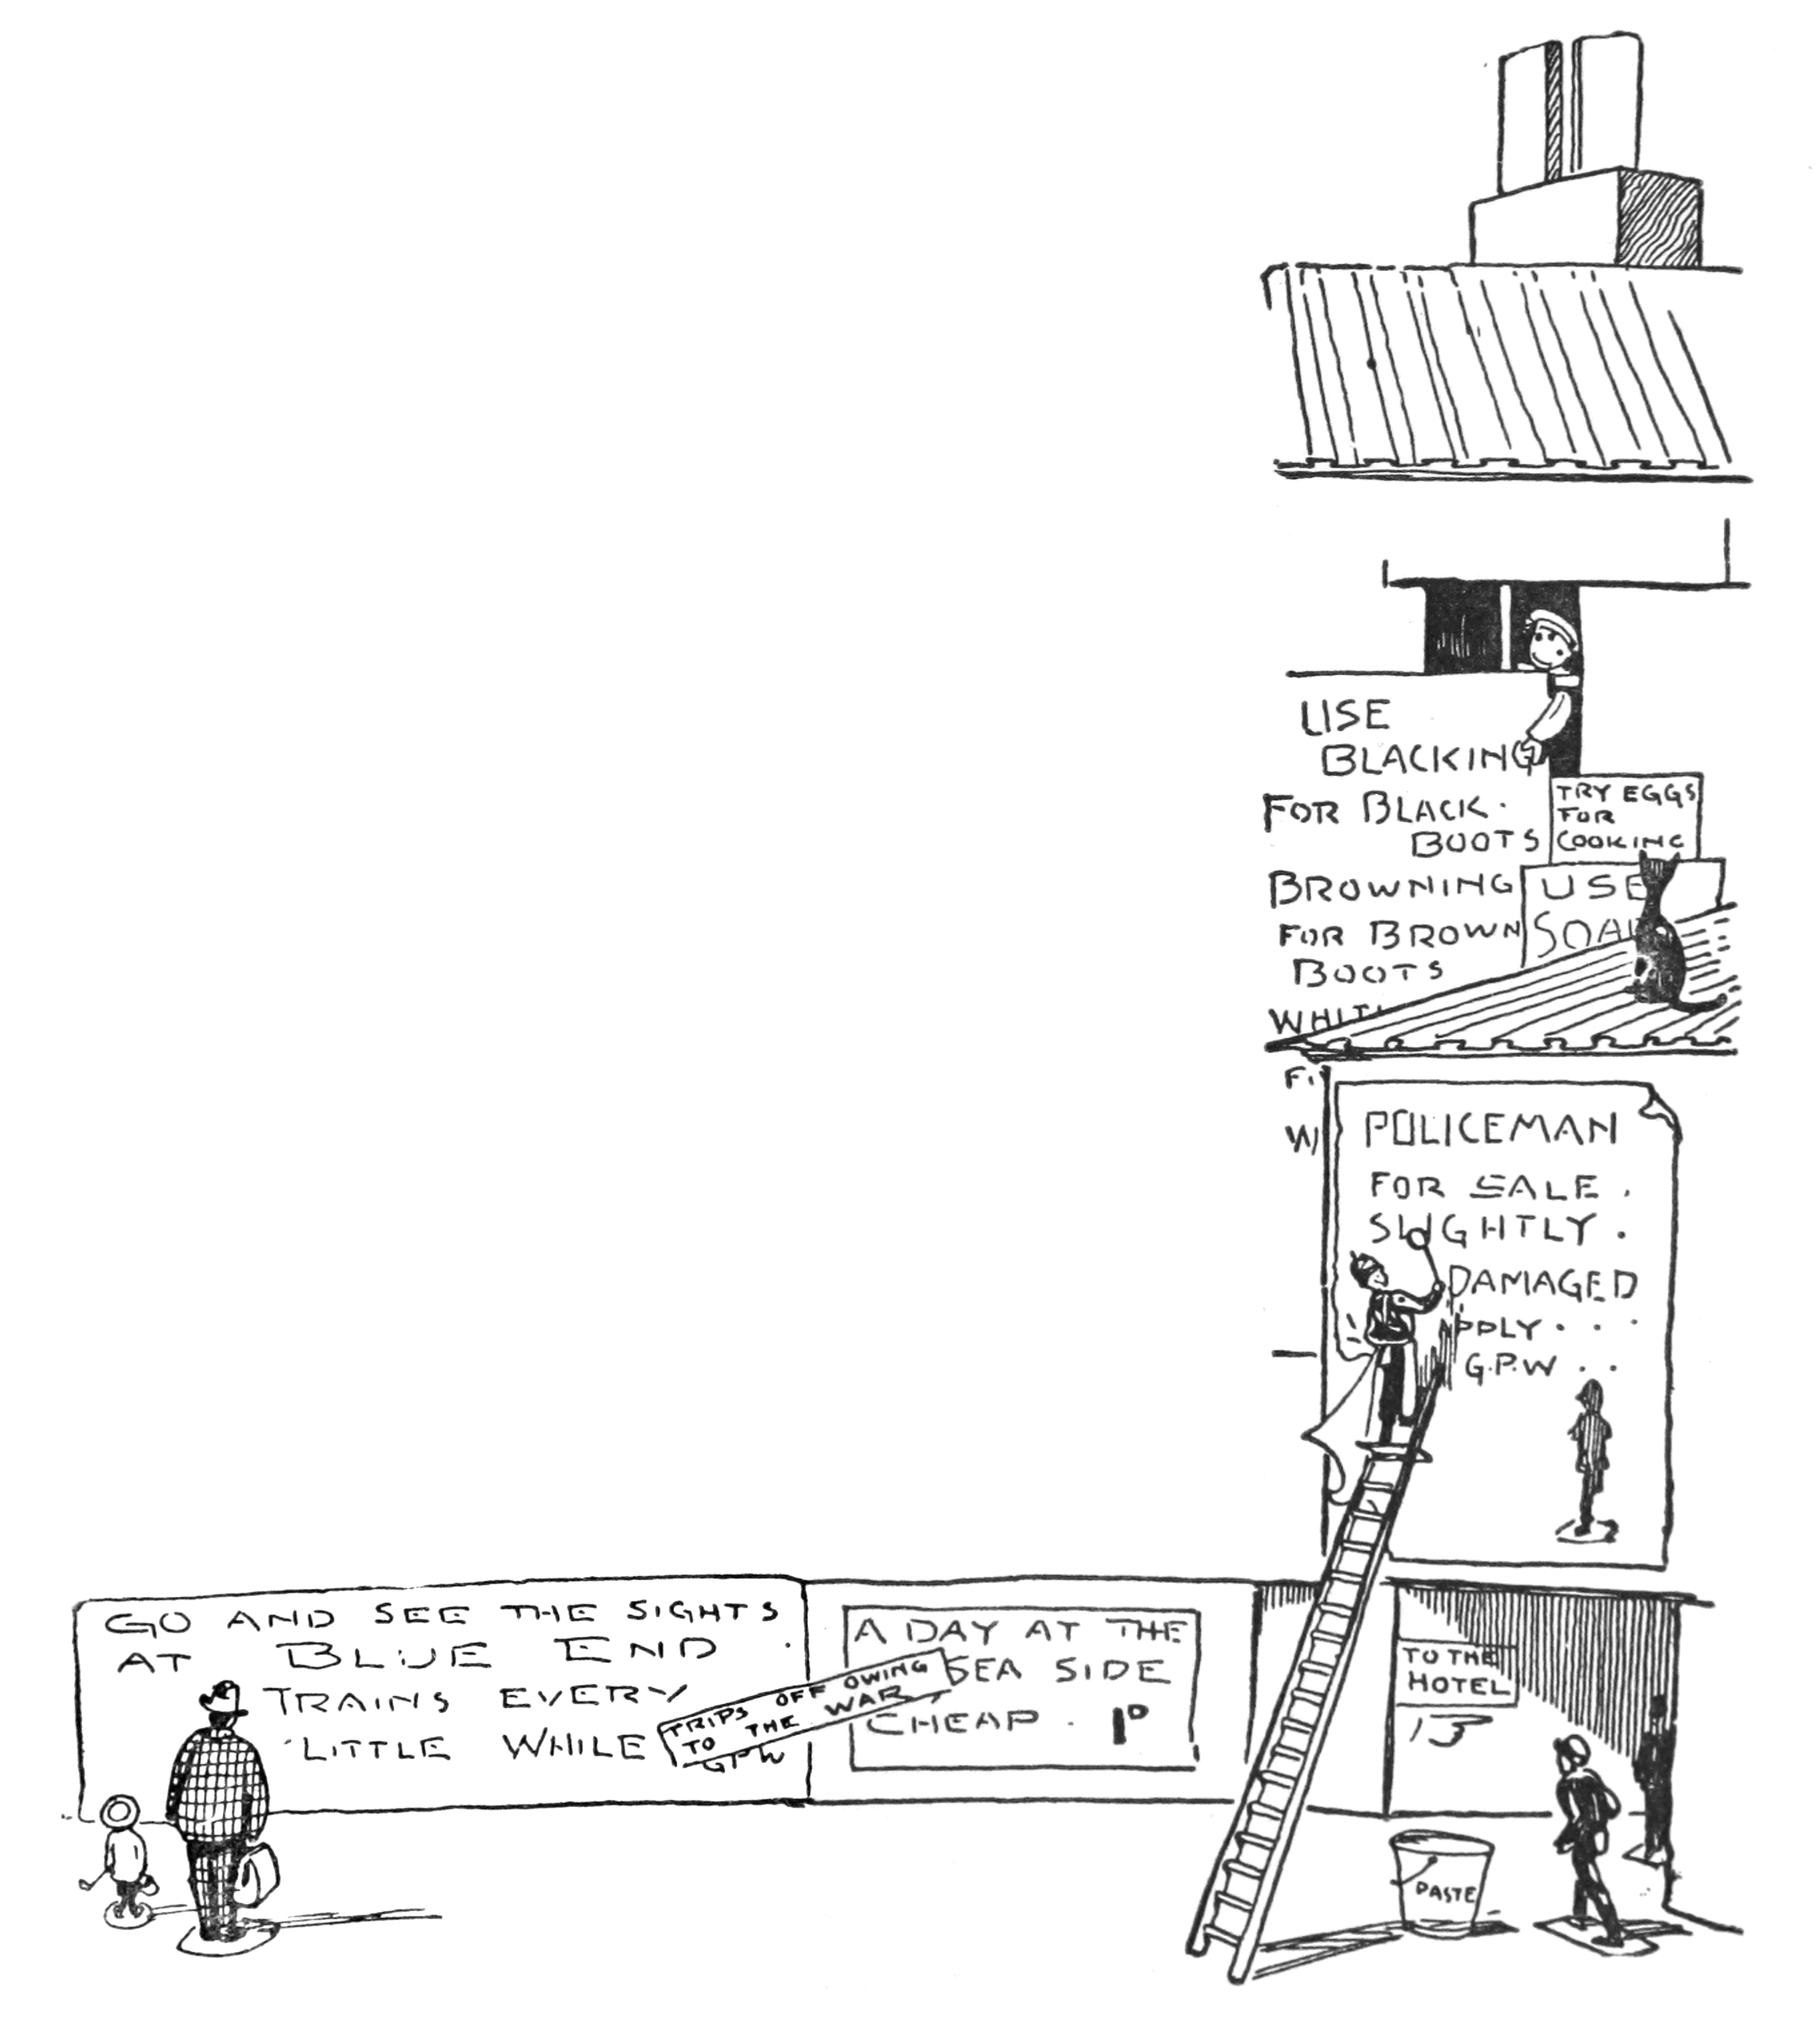 USE
BLACKING
FOR BLACK.
BOOTS
BROWNING
FOR BROWN
BOOTS
WHIT
TRY EGGS
FOR
COOKING
USE
SOA
POLICEMAN
FOR SALE.
SLIGHTLY.
DAMAGED
APPLY...
G.P.W..
GO AND SEE THE SIGHTS
AT BLUE END.
TRAINS EVERY
LITTLE WHILE
GPW
TRIPS OFF OWING
TO THE WAR
A DAY AT THE
SEA SIDE
CHEAP. 1D
TO THE
HOTEL
PASTE